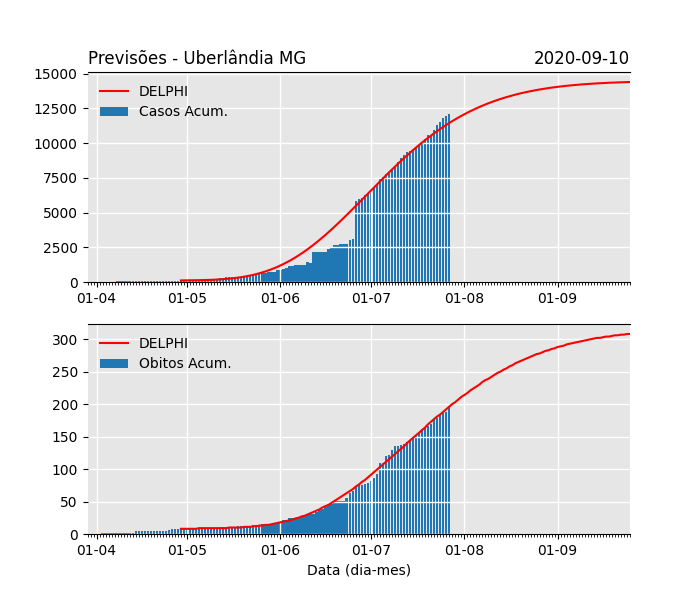 Previsões - Uberlândia MG 2020-09-10
15000
12500
10000
7500
5000
2500
0
DELPHI
Casos Acum.
01-04 01-05 01-06 01-07 01-08 01-09
300
250
200
150
100
50
0
DELPHI
Obitos Acum.
01-04 01-05 01-06 01-07 01-08 01-09
Data (dia-mes)